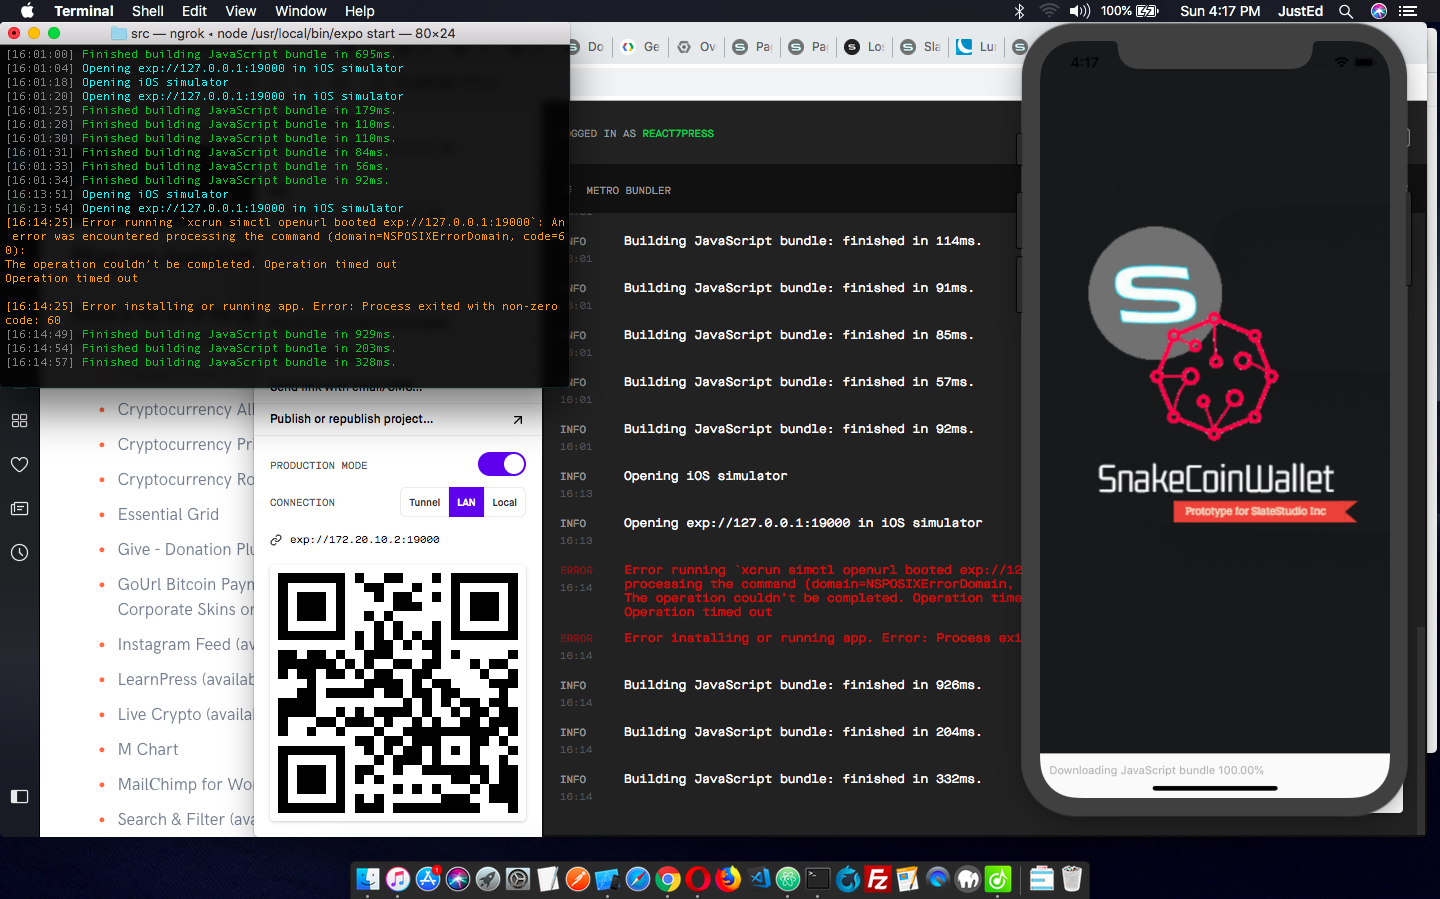 Terminal Shell Edit View Window Help
100% Sun 4:17 PM JustEd
src — ngrok ◂ node /usr/local/bin/expo start — 80×24
[16:01:00] Finished building JavaScript bundle in 695ms.
[16:01:04] Opening exp://127.0.0.1:19000 in iOS simulator
[16:01:18] Opening iOS simulator
[16:01:20] Opening exp://127.0.0.1:19000 in iOS simulator
[16:01:25] Finished building JavaScript bundle in 179ms.
[16:01:28] Finished building JavaScript bundle in 110ms.
[16:01:30] Finished building JavaScript bundle in 110ms.
[16:01:31] Finished building JavaScript bundle in 84ms.
[16:01:33] Finished building JavaScript bundle in 56ms.
[16:01:34] Finished building JavaScript bundle in 92ms.
[16:13:51] Opening iOS simulator
[16:13:54] Opening exp://127.0.0.1:19000 in iOS simulator
[16:14:25] Error running `xcrun simctl openurl booted exp://127.0.0.1:19000`: An
error was encountered processing the command (domain=NSPOSIXErrorDomain, code=6
0):
The operation couldn’t be completed. Operation timed out
Operation timed out
[16:14:25] Error installing or running app. Error: Process exited with non-zero
code: 60
[16:14:49] Finished building JavaScript bundle in 929ms.
[16:14:54] Finished building JavaScript bundle in 203ms.
[16:14:57] Finished building JavaScript bundle in 328ms.
Do Ge Ov Pa Pa Lo Sla Lu
OGGED IN AS REACT7PRESS
METRO BUNDLER
NFO Building JavaScript bundle: finished in 114ms.
6:01
NFO Building JavaScript bundle: finished in 91ms.
6:01
NFO Building JavaScript bundle: finished in 85ms.
6:01
INFO Building JavaScript bundle: finished in 57ms.
16:01
INFO Building JavaScript bundle: finished in 92ms.
16:01
INFO Opening iOS simulator
16:13
INFO Opening exp://127.0.0.1:19000 in iOS simulator
16:13
ERROR Error running `xcrun simctl openurl booted exp://12
16:14 processing the command (domain=NSPOSIXErrorDomain,
The operation couldn't be completed. Operation time
Operation timed out
ERROR Error installing or running app. Error: Process exi
16:14
INFO Building JavaScript bundle: finished in 926ms.
16:14
INFO Building JavaScript bundle: finished in 204ms.
16:14
INFO Building JavaScript bundle: finished in 332ms.
16:14
Cryptocurrency All
Cryptocurrency Pri
Cryptocurrency Ro
Essential Grid
Give - Donation Plu
GoUrl Bitcoin Payn
Corporate Skins or
Instagram Feed (av
LearnPress (availab
Live Crypto (availal
M Chart
MailChimp for Wor
Search & Filter (ava
Send link with email/SMS...
Publish or republish project...
PRODUCTION MODE
CONNECTION Tunnel LAN Local
exp://172.20.10.2:19000
4:17
S
SnakeCoinWallet
Prototype for SlateStudio Inc
Downloading JavaScript bundle 100.00%
1
Fz